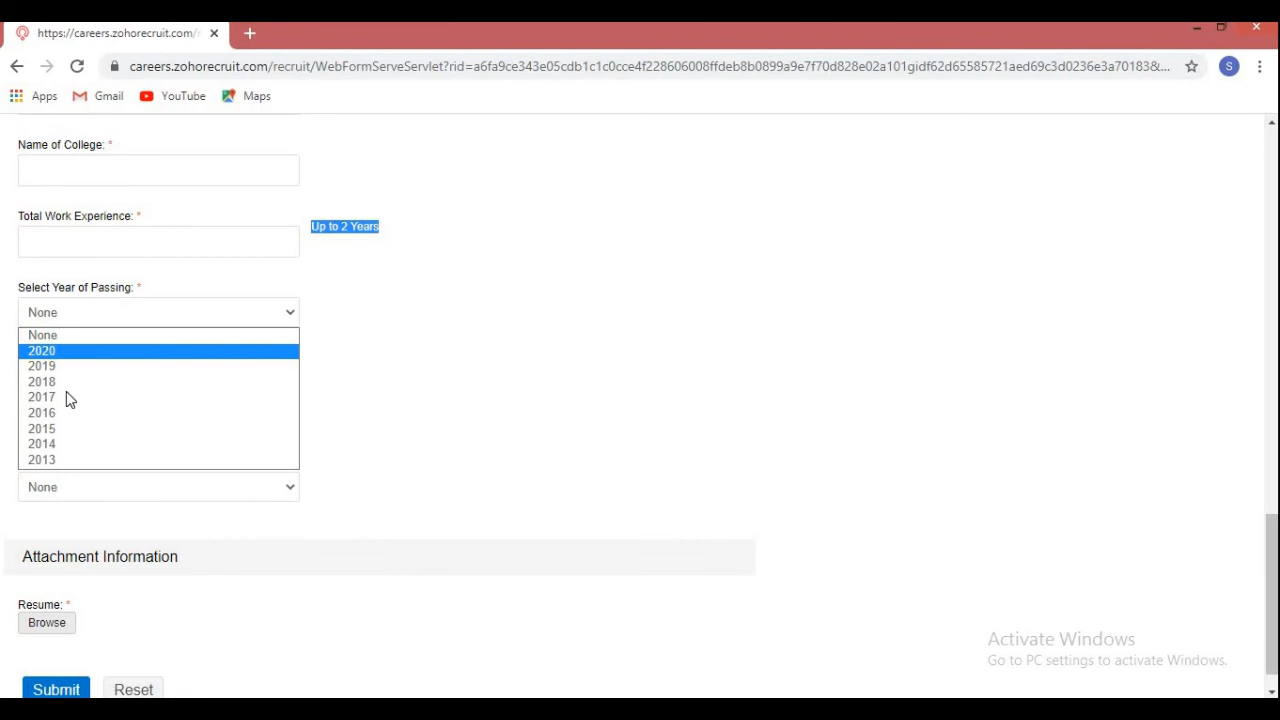 https://careers.zohorecruit.com/
careers.zohorecruit.com/recruit/WebFormServeServlet?rid=a6fa9ce343e05cdb1c1c0cce4f228606008ffdeb8b0899a9e7f70d828e02a101gidf62d65585721aed69c3d0236e3a70183&...
S
Apps
Gmail
YouTube
Maps
Name of College: *
Total Work Experience: *
Up to 2 Years
Select Year of Passing: *
None
None
2020
2019
2018
2017
2016
2015
2014
2013
None
Attachment Information
Resume: *
Browse
Activate Windows
Go to PC settings to activate Windows.
Submit
Reset